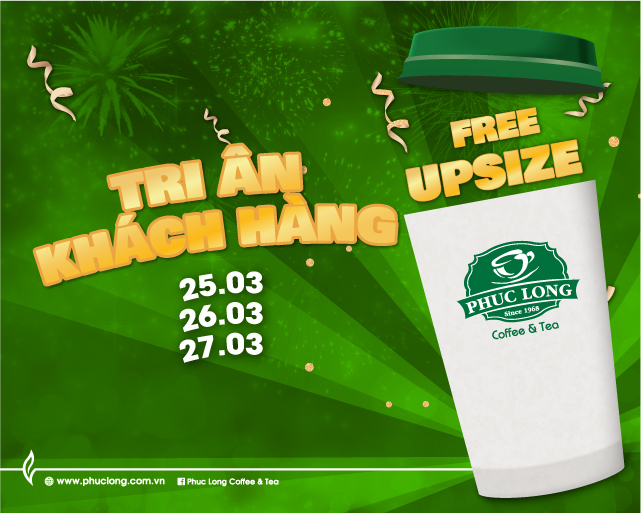 FREE
UPSIZE
TRI ÂN
KHÁCH HÀNG
25.03
26.03
27.03
PHUC LONG
Since 1968
Coffee & Tea
www.phuclong.com.vn
Phuc Long Coffee & Tea